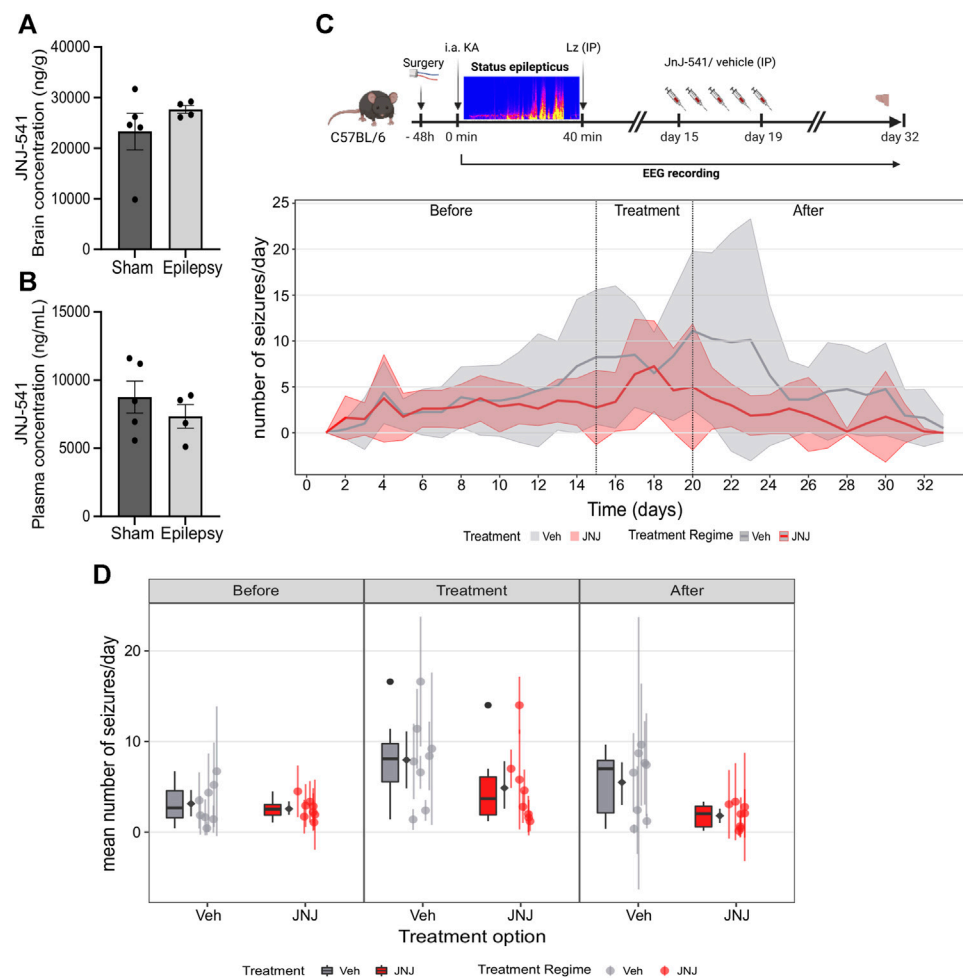 A
JNJ-541
Brain concentration (ng/g)
40000
30000
20000
10000
0
Sham Epilepsy
B
JNJ-541
Plasma concentration (ng/mL)
15000
10000
5000
0
Sham Epilepsy
C
i.a. KA
Lz (IP)
Surgery
Status epilepticus
JnJ-541/ vehicle (IP)
C57BL/6
- 48h
0 min
40 min
day 15
day 19
day 32
EEG recording
Before Treatment After
number of seizures/day
25
20
15
10
5
0
0 2 4 6 8 10 12 14 16 18 20 22 24 26 28 30 32
Time (days)
Treatment Veh JNJ Treatment Regime Veh JNJ
D
Before Treatment After
mean number of seizures/day
20
10
0
Veh JNJ Veh JNJ Veh JNJ
Treatment option
Treatment Veh JNJ Treatment Regime Veh JNJ